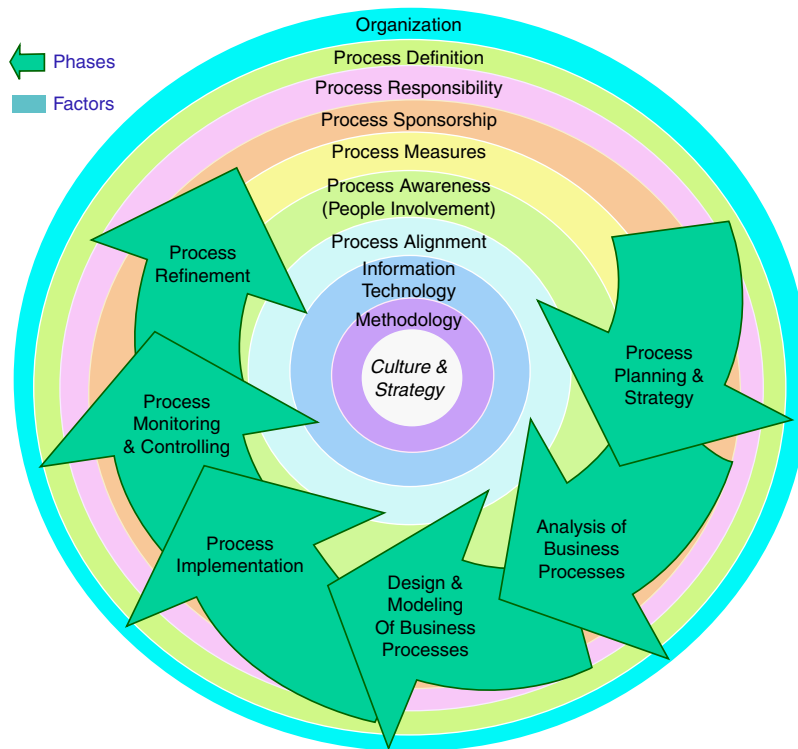 Organization
Phases
Factors
Process Definition
Process Responsibility
Process Sponsorship
Process Measures
Process Awareness
(People Involvement)
Process Alignment
Information
Technology
Methodology
Culture &
Strategy
Process
Planning &
Strategy
Analysis of
Business
Processes
Design &
Modeling
Of Business
Processes
Process
Implementation
Process
Monitoring
& Controlling
Process
Refinement